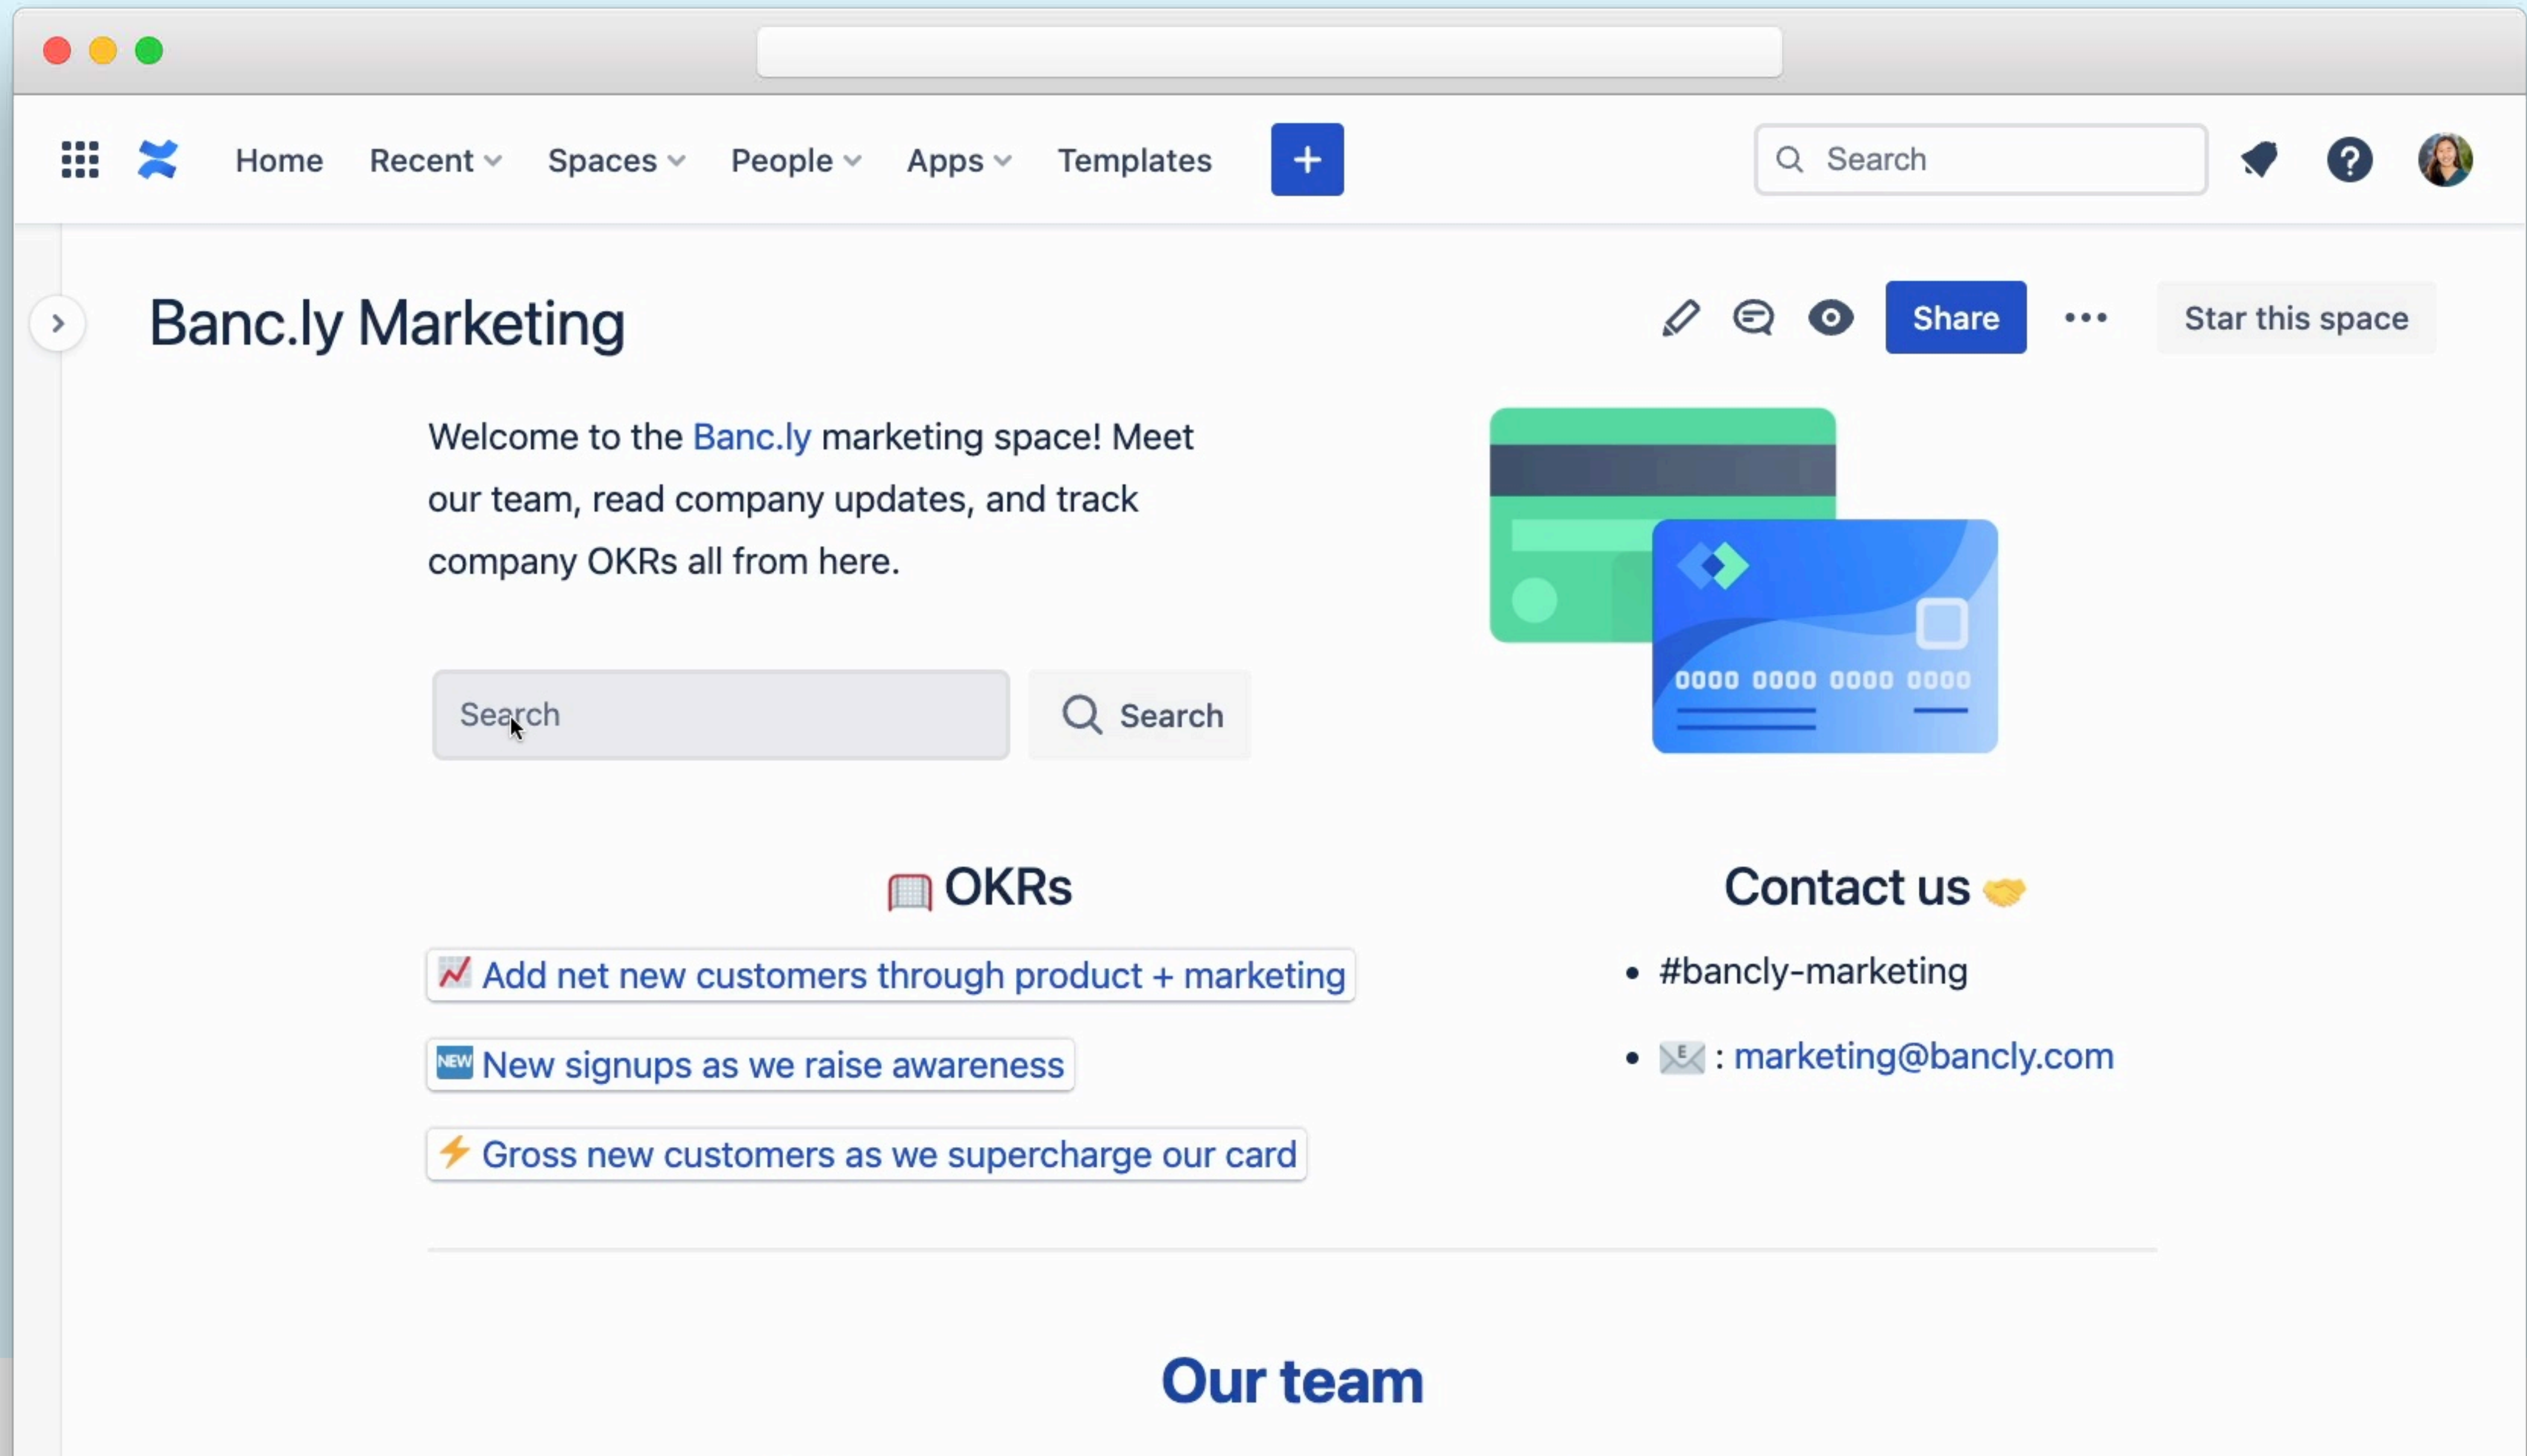 Home Recent Spaces People Apps Templates + Search ?
Banc.ly Marketing
Share
Star this space
Welcome to the Banc.ly marketing space! Meet
our team, read company updates, and track
company OKRs all from here.
Search
Search
0000 0000 0000 0000
OKRs
Add net new customers through product + marketing
NEW New signups as we raise awareness
Gross new customers as we supercharge our card
Contact us
• #bancly-marketing
• E : marketing@bancly.com
Our team